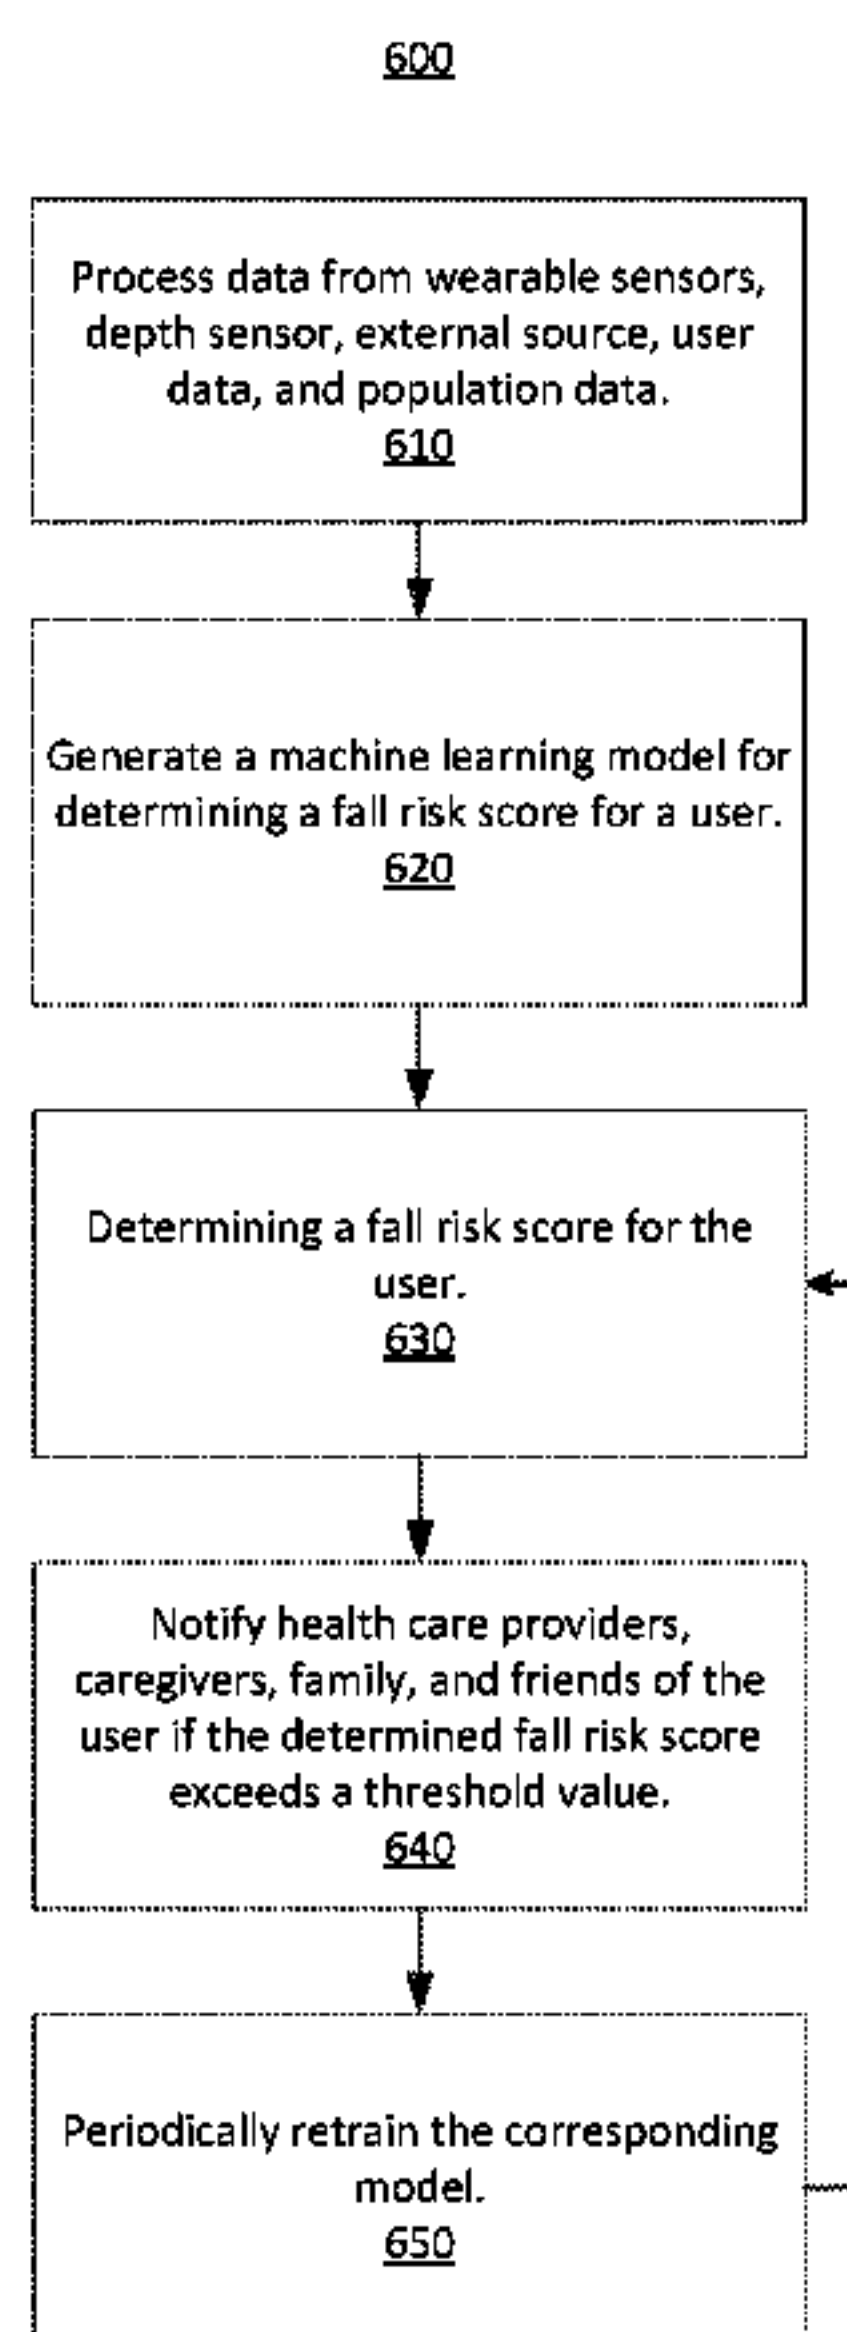 600
Process data from wearable sensors,
depth sensor, external source, user
data, and population data.
610
Generate a machine learning model for
determining a fall risk score for a user.
620
Determining a fall risk score for the
user.
630
Notify health care providers,
caregivers, family, and friends of the
user if the determined fall risk score
exceeds a threshold value.
640
Periodically retrain the corresponding
model.
650